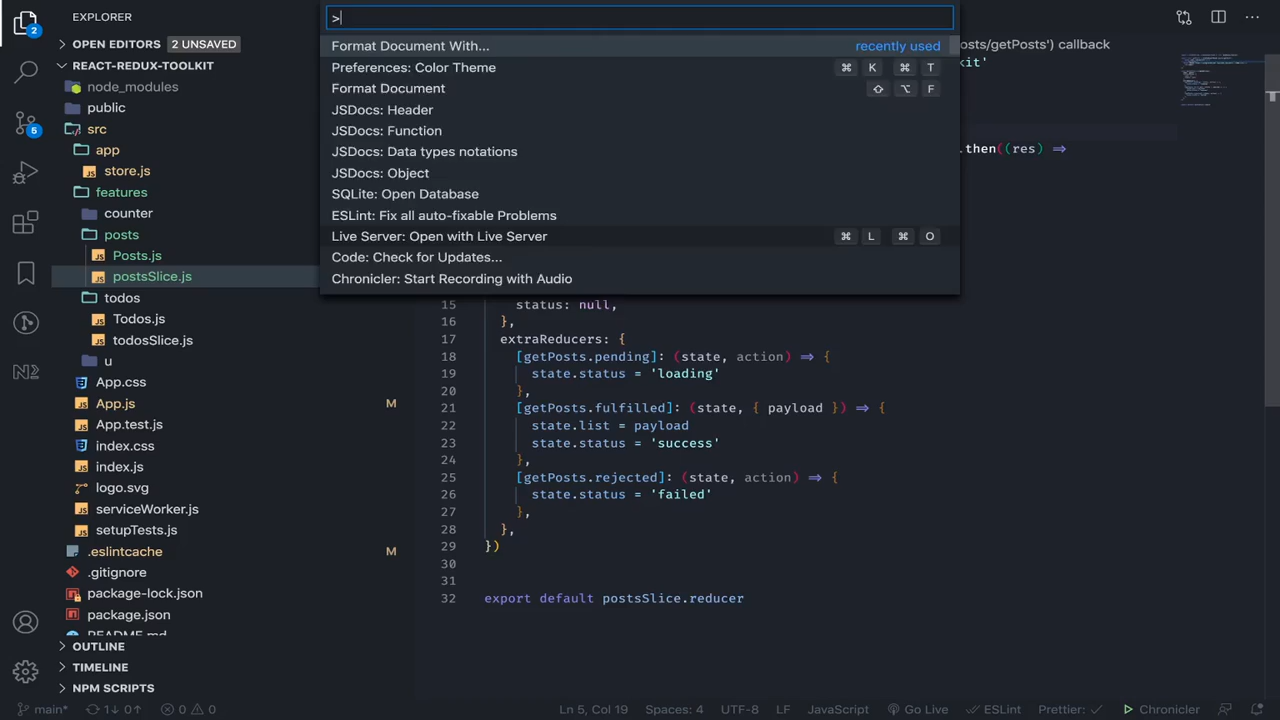 EXPLORER
OPEN EDITORS 2 UNSAVED
REACT-REDUX-TOOLKIT
node_modules
public
src
app
store.js
features
counter
posts
Posts.js
postsSlice.js
todos
Todos.js
todosSlice.js
u
App.css
App.js M
App.test.js
index.css
index.js
logo.svg
serviceWorker.js
setupTests.js
.eslintcache M
.gitignore
package-lock.json
package.json
README.md
OUTLINE
TIMELINE
NPM SCRIPTS
2
5
>
Format Document With... recently used
Preferences: Color Theme ⌘ K ⌘ T
Format Document ⇧ ⌥ F
JSDocs: Header
JSDocs: Function
JSDocs: Data types notations
JSDocs: Object
SQLite: Open Database
ESLint: Fix all auto-fixable Problems
Live Server: Open with Live Server ⌘ L ⌘ O
Code: Check for Updates...
Chronicler: Start Recording with Audio
osts/getPosts') callback
kit'
.then((res) =>
15 status: null,
16 },
17 extraReducers: {
18 [getPosts.pending]: (state, action) => {
19 state.status = 'loading'
20 },
21 [getPosts.fulfilled]: (state, { payload }) => {
22 state.list = payload
23 state.status = 'success'
24 },
25 [getPosts.rejected]: (state, action) => {
26 state.status = 'failed'
27 },
28 },
29 })
30
31
32 export default postsSlice.reducer
main* 1↓ 0↑ 0 0 Ln 5, Col 19 Spaces: 4 UTF-8 LF JavaScript Go Live ESLint Prettier: ✓ Chronicler